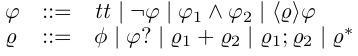 φ ::= tt | ¬φ | φ₁ ∧ φ₂ | ⟨ϱ⟩φ
ϱ ::= ϕ | φ? | ϱ₁ + ϱ₂ | ϱ₁; ϱ₂ | ϱ*